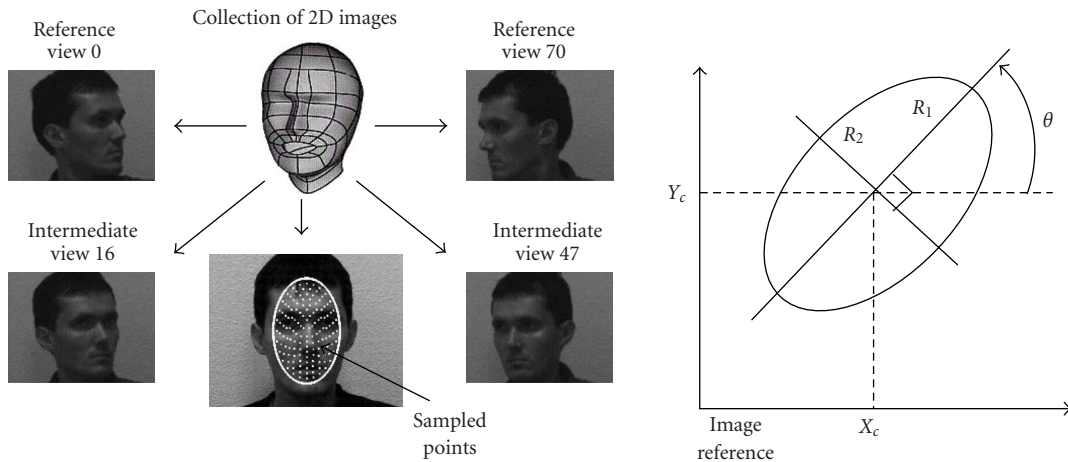 Collection of 2D images
Reference
view 0
Reference
view 70
Intermediate
view 16
Intermediate
view 47
Sampled
points
R1
R2
θ
Yc
Xc
Image
reference